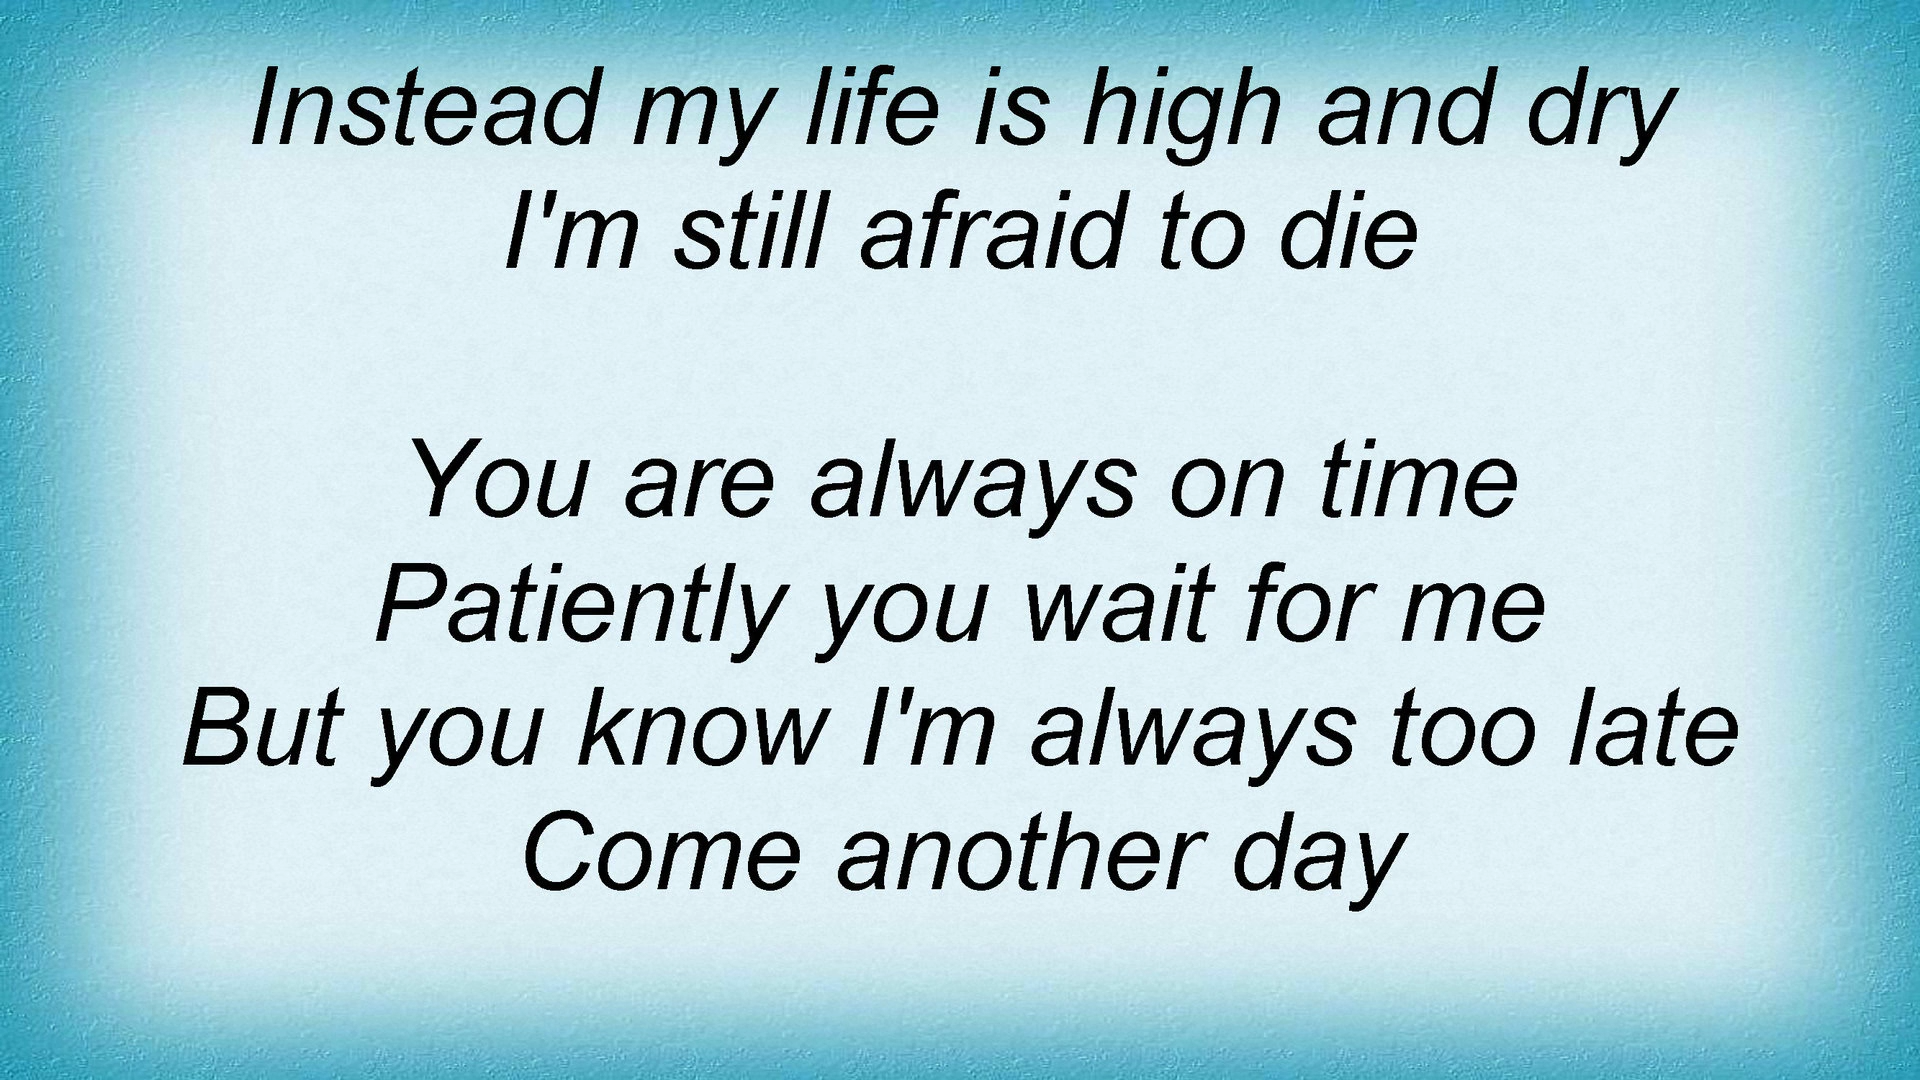 Instead my life is high and dry
I'm still afraid to die
You are always on time
Patiently you wait for me
But you know I'm always too late
Come another day